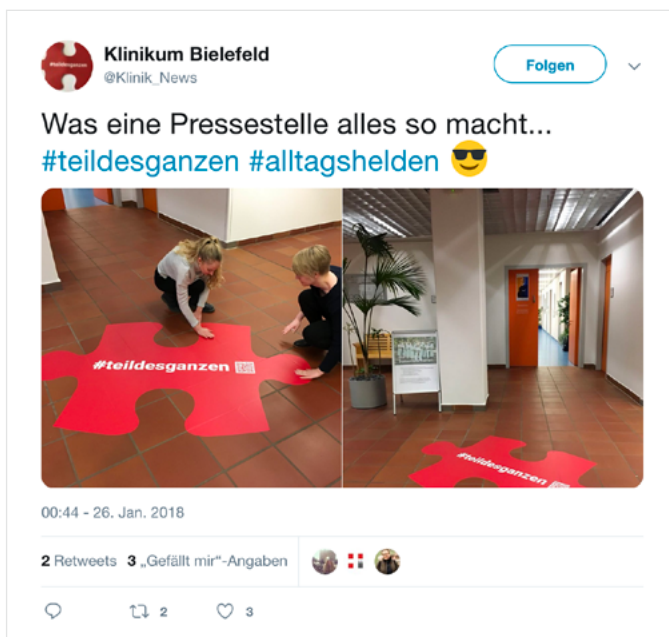 #teildesganzen
Klinikum Bielefeld
@Klinik_News
Folgen
Was eine Pressestelle alles so macht...
#teildesganzen #alltagshelden
#teildesganzen
#teildesganzen
00:44 - 26. Jan. 2018
2 Retweets 3 „Gefällt mir“-Angaben
2 3